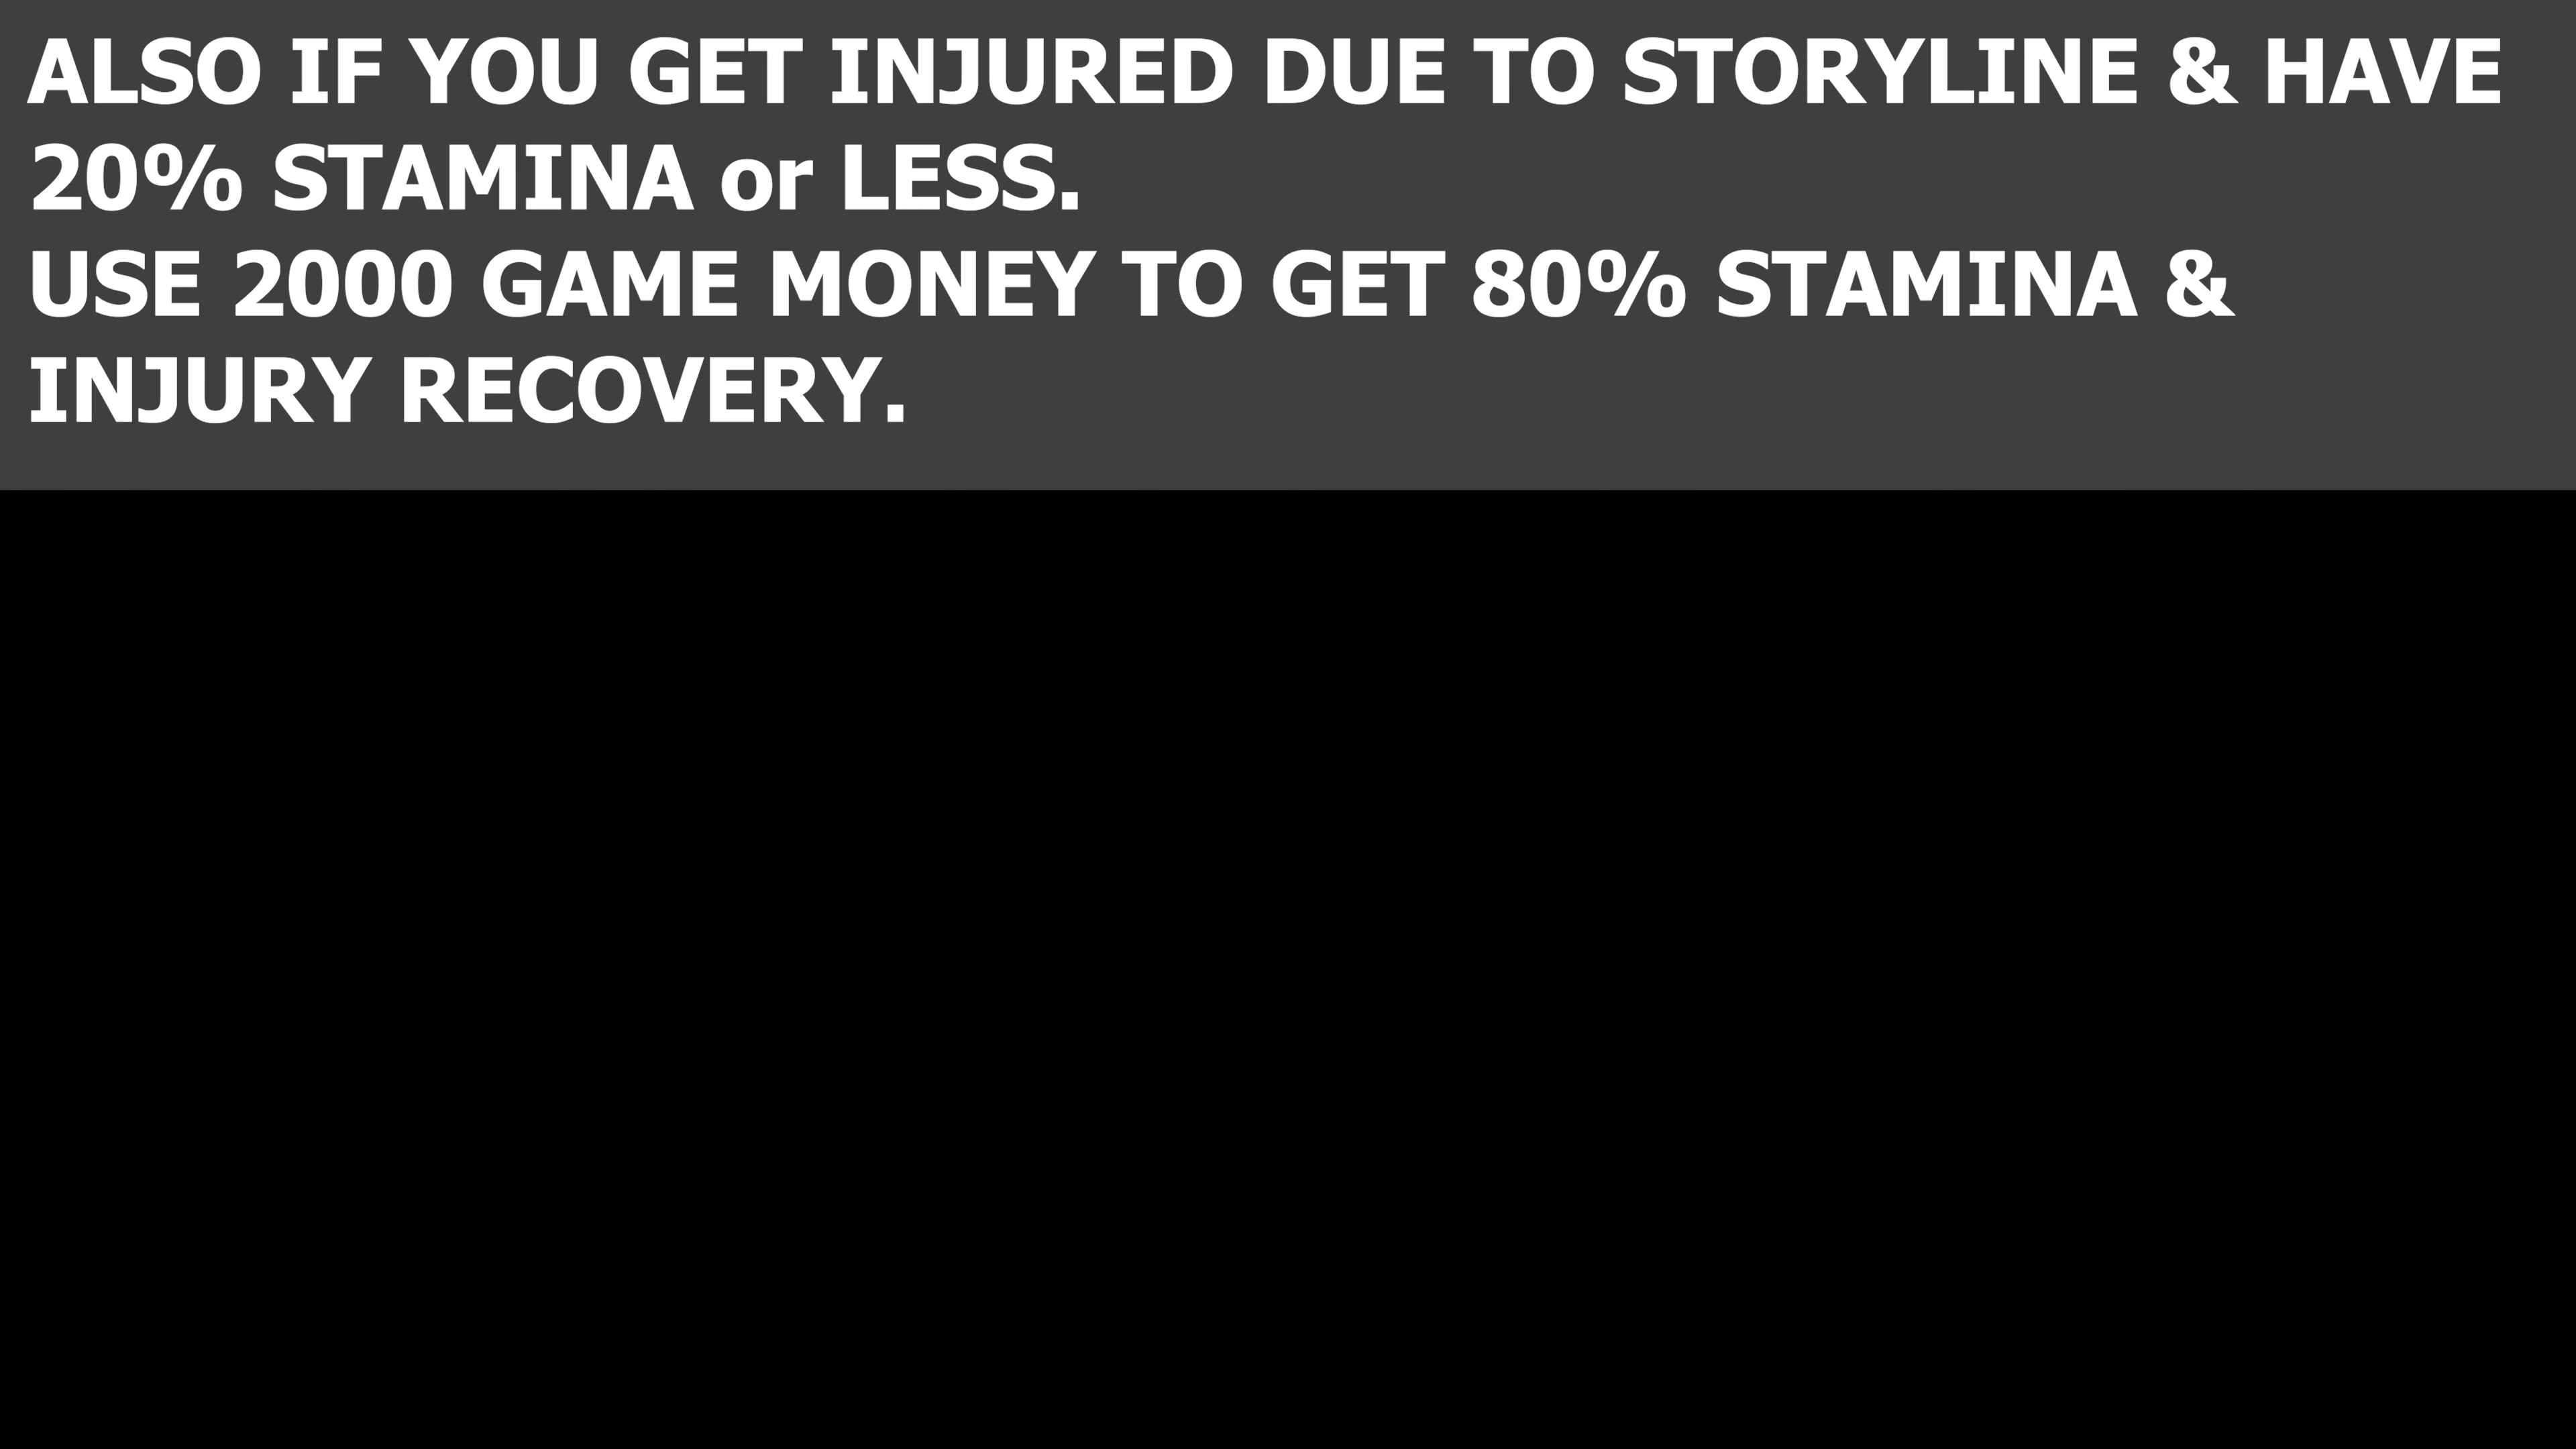 ALSO IF YOU GET INJURED DUE TO STORYLINE & HAVE
20% STAMINA or LESS.
USE 2000 GAME MONEY TO GET 80% STAMINA &
INJURY RECOVERY.